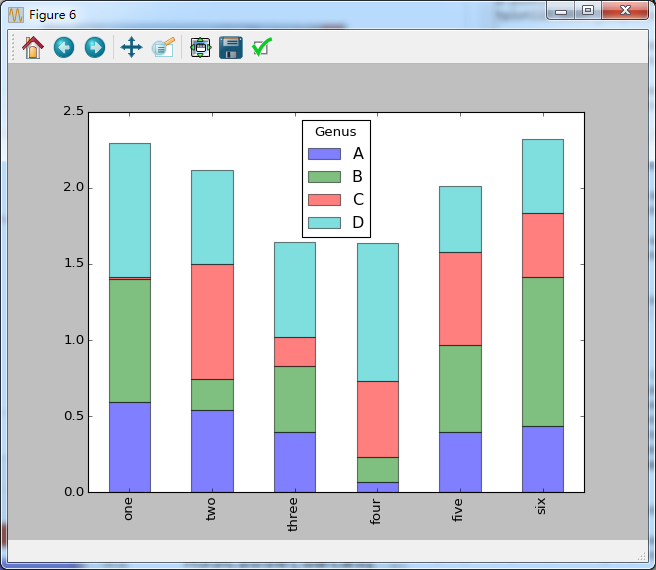 Figure 6
2.5
2.0
1.5
1.0
0.5
0.0
Genus
A
B
C
D
one
two
three
four
five
six